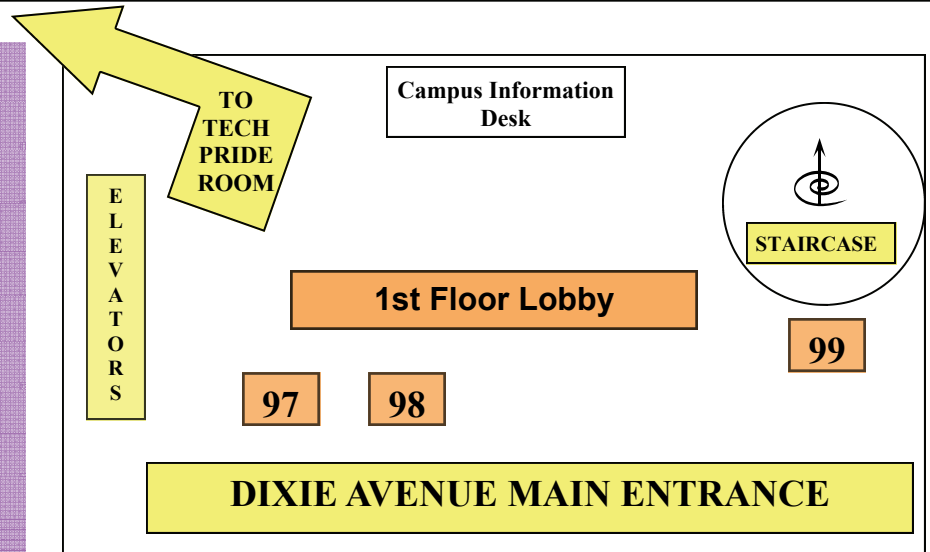 TO
TECH
PRIDE
ROOM
Campus Information
Desk
E
L
E
V
A
T
O
R
S
STAIRCASE
1st Floor Lobby
99
97
98
DIXIE AVENUE MAIN ENTRANCE